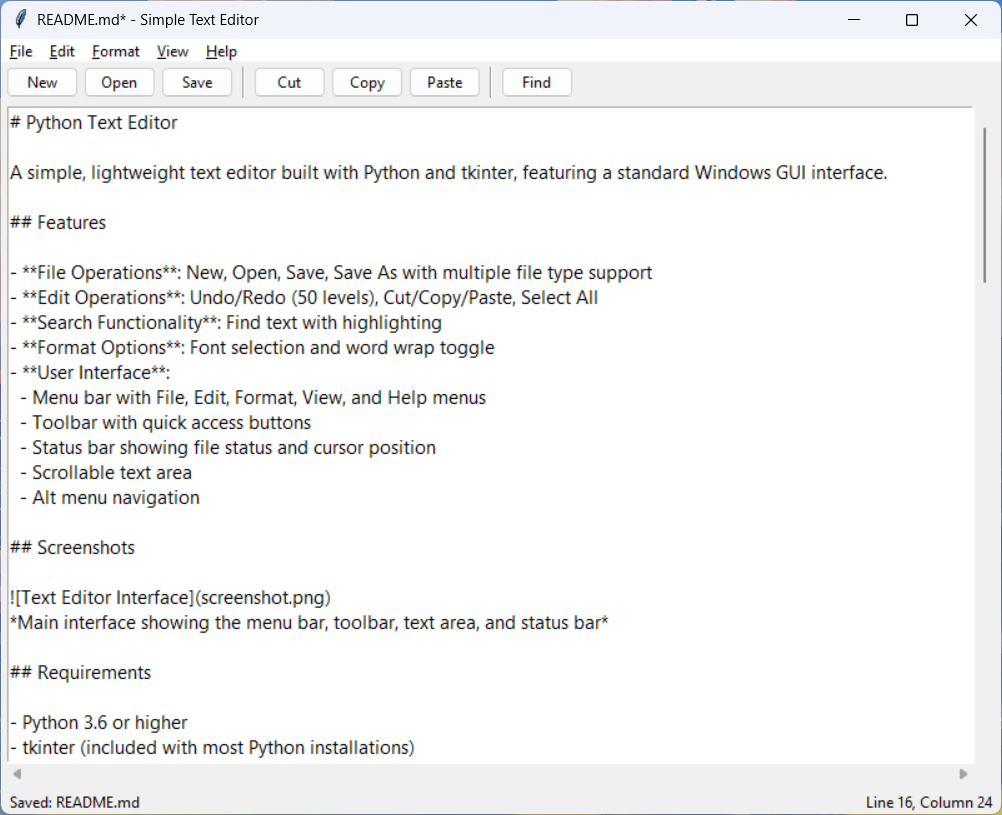 README.md* - Simple Text Editor
File Edit Format View Help
New Open Save Cut Copy Paste Find
# Python Text Editor
A simple, lightweight text editor built with Python and tkinter, featuring a standard Windows GUI interface.
## Features
- **File Operations**: New, Open, Save, Save As with multiple file type support
- **Edit Operations**: Undo/Redo (50 levels), Cut/Copy/Paste, Select All
- **Search Functionality**: Find text with highlighting
- **Format Options**: Font selection and word wrap toggle
- **User Interface**:
  - Menu bar with File, Edit, Format, View, and Help menus
  - Toolbar with quick access buttons
  - Status bar showing file status and cursor position
  - Scrollable text area
  - Alt menu navigation
## Screenshots
![Text Editor Interface](screenshot.png)
*Main interface showing the menu bar, toolbar, text area, and status bar*
## Requirements
- Python 3.6 or higher
- tkinter (included with most Python installations)
Saved: README.md
Line 16, Column 24